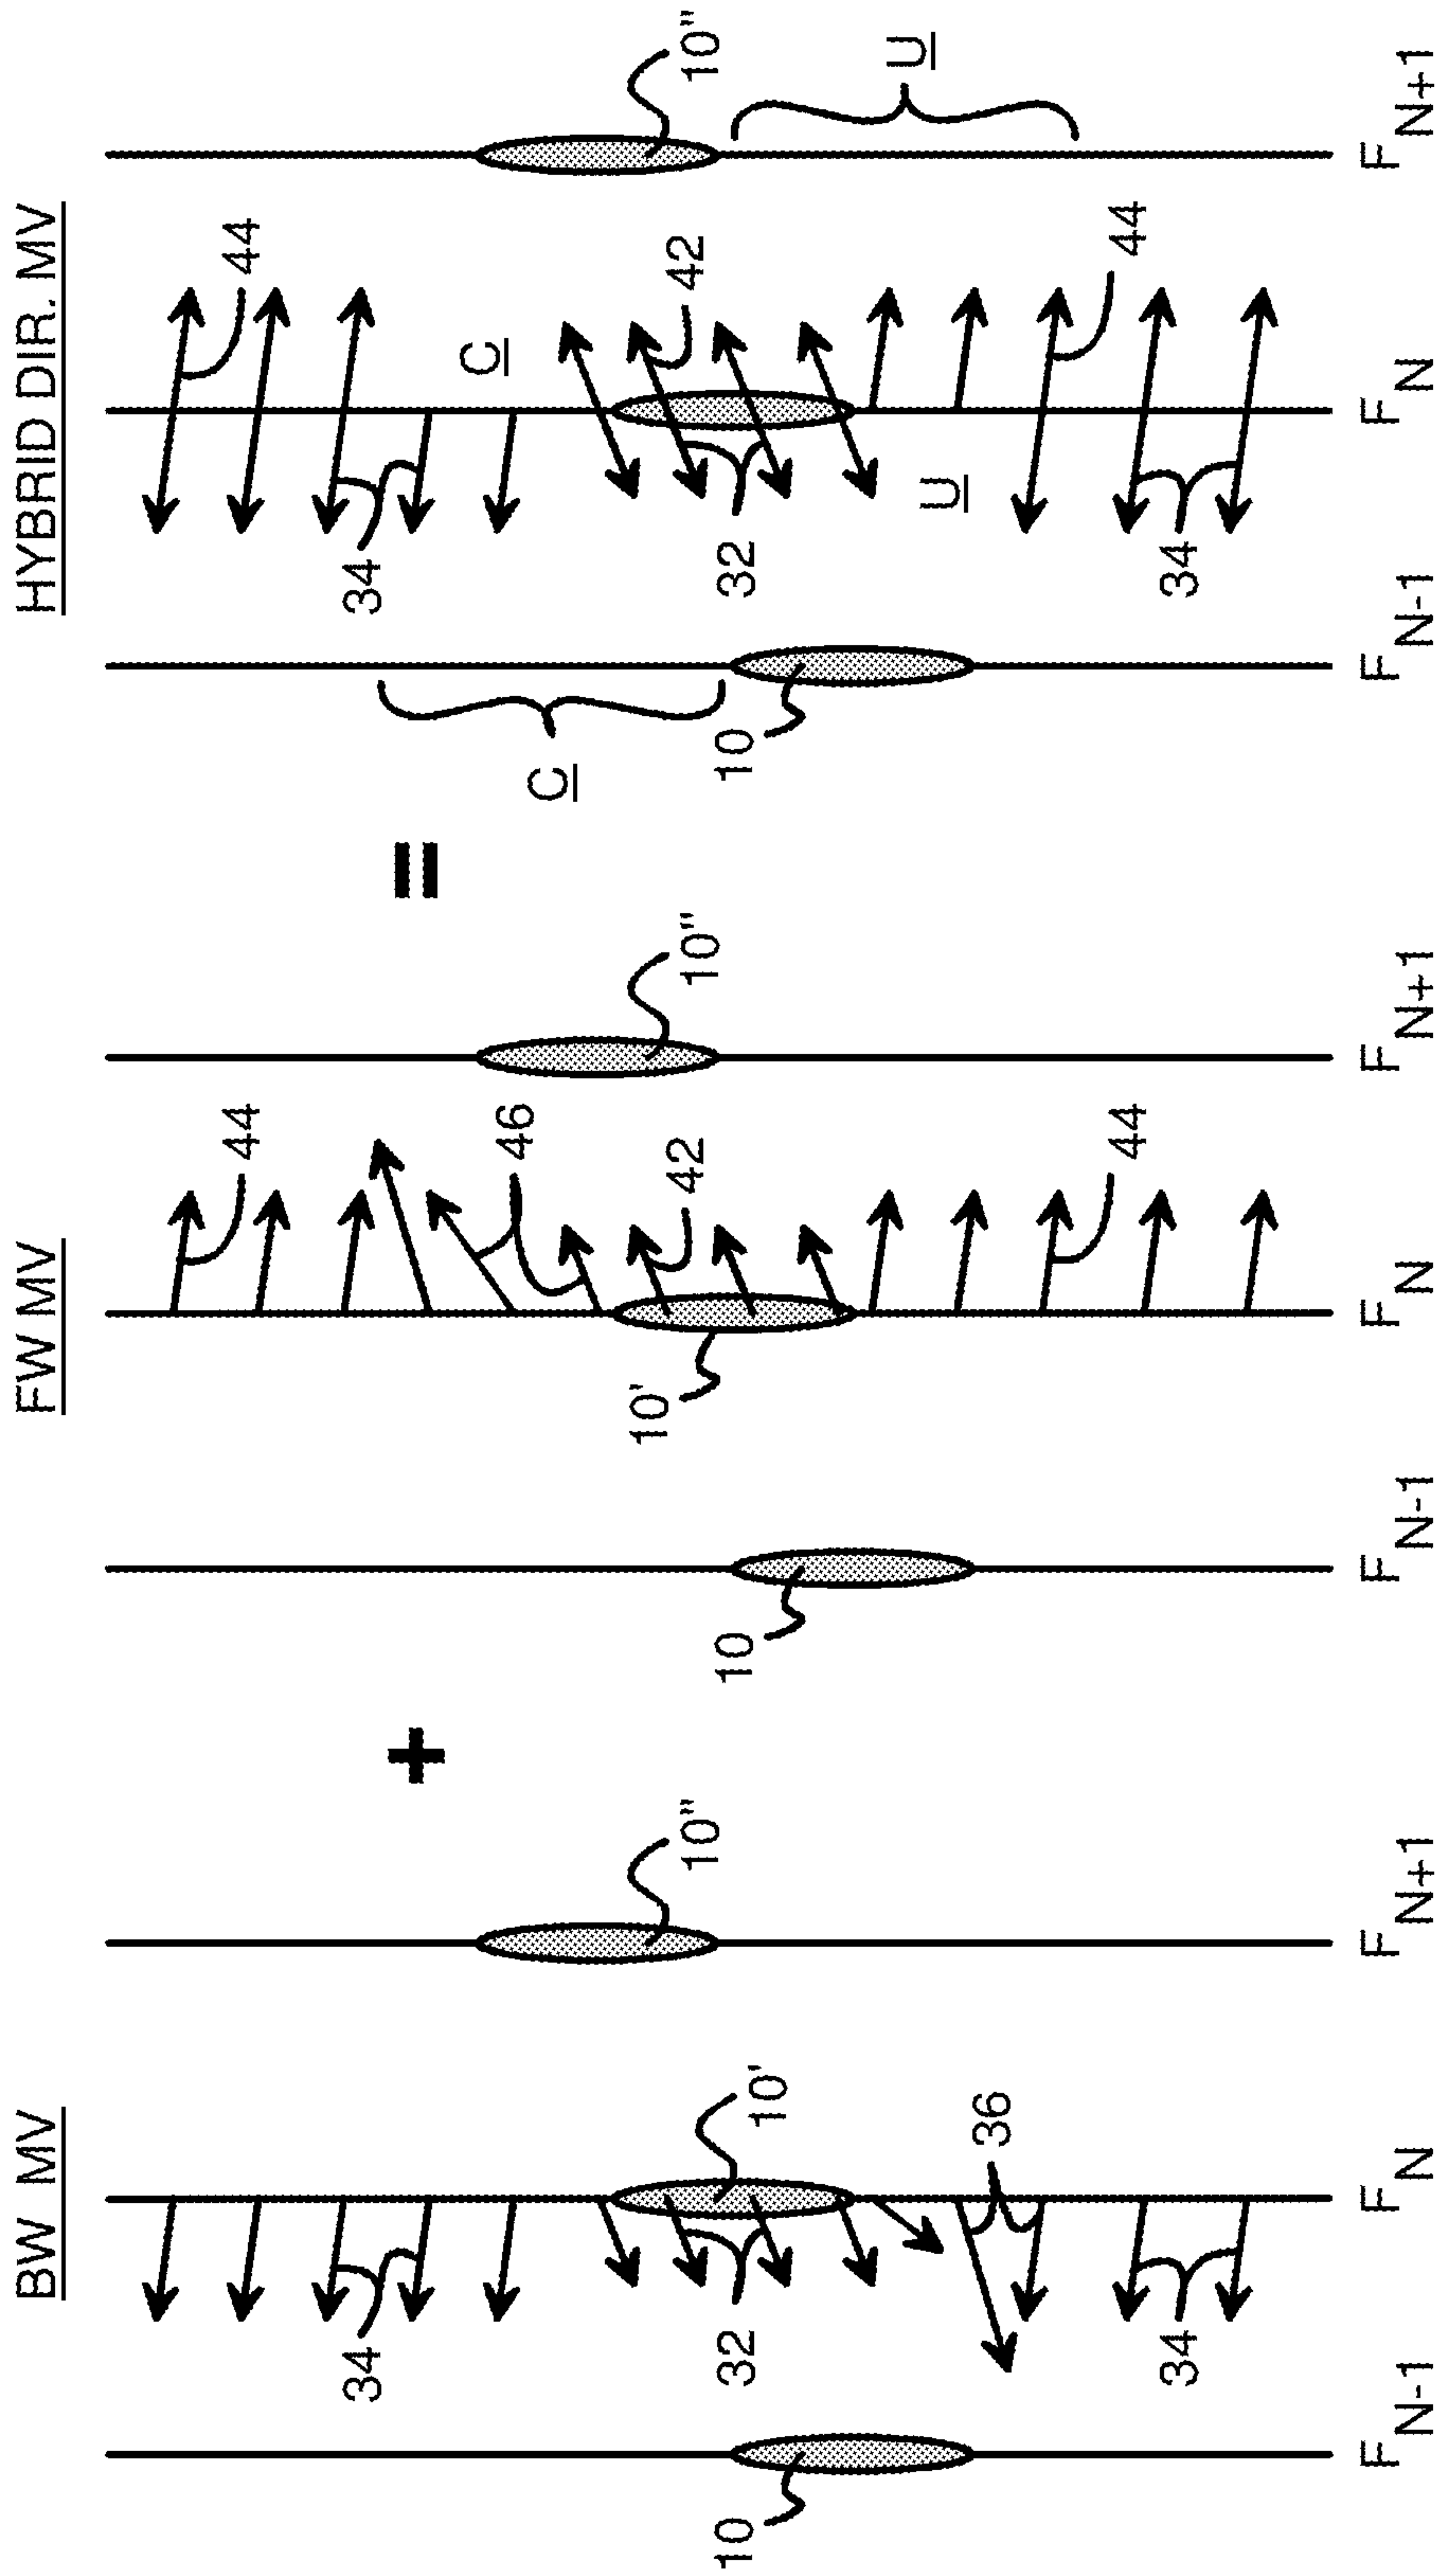 BW MV
FW MV
HYBRID DIR. MV
34
32
34
36
10
10'
10"
F N-1
F N
F N+1
+
44
46
42
44
10
10'
10"
F N-1
F N
F N+1
=
C
34
32
34
C
U
44
42
44
U
10
10"
F N-1
F N
F N+1